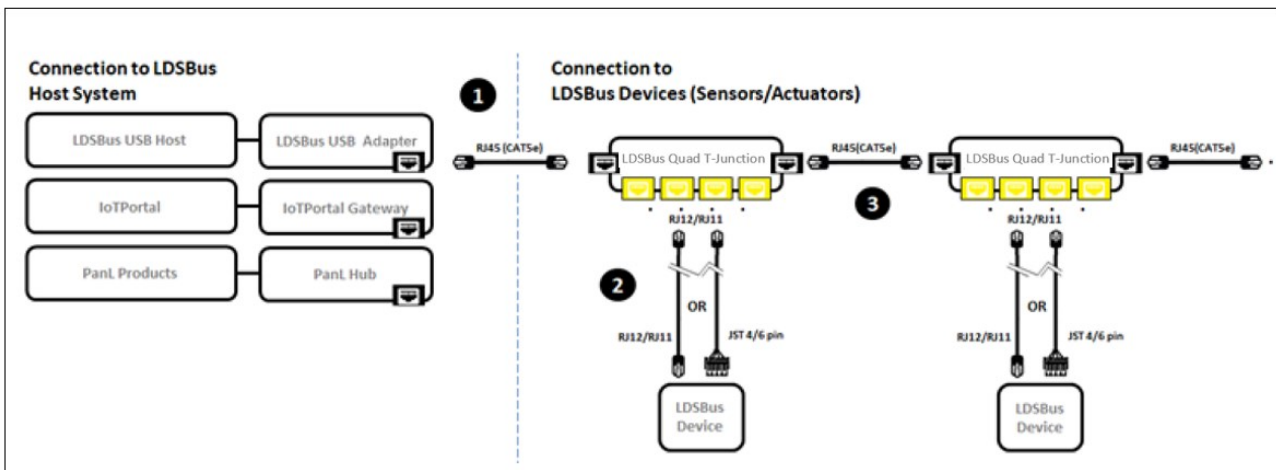 Connection to LDSBus
Host System
LDSBus USB Host
LDSBus USB Adapter
IoTPortal
IoTPortal Gateway
PanL Products
PanL Hub
1
RJ45 (CAT5e)
Connection to
LDSBus Devices (Sensors/Actuators)
LDSBus Quad T-Junction
RJ45(CAT5e)
LDSBus Quad T-Junction
RJ45(CAT5e)
3
RJ12/RJ11
2
OR
RJ12/RJ11
JST 4/6 pin
LDSBus
Device
RJ12/RJ11
OR
RJ12/RJ11
JST 4/6 pin
LDSBus
Device